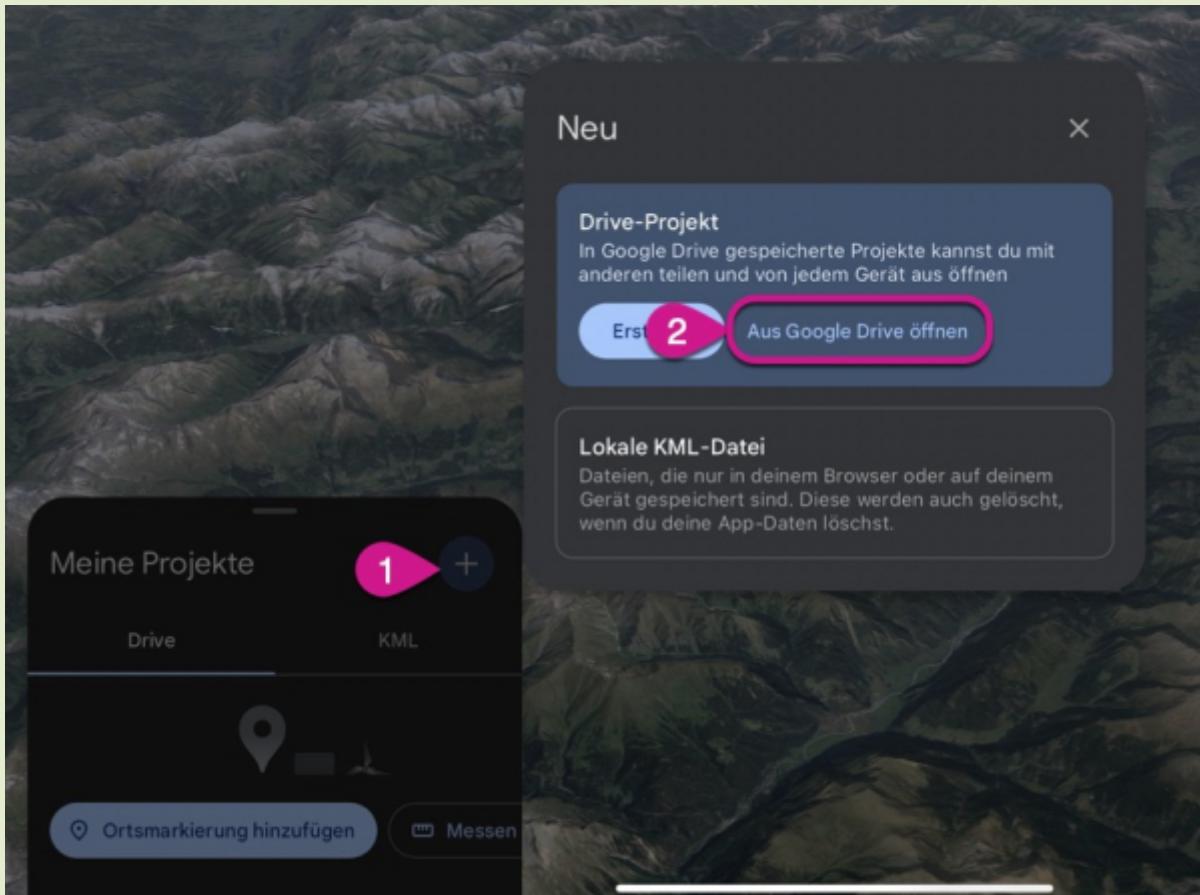 Neu
Drive-Projekt
In Google Drive gespeicherte Projekte kannst du mit
anderen teilen und von jedem Gerät aus öffnen
2
Aus Google Drive öffnen
Lokale KML-Datei
Dateien, die nur in deinem Browser oder auf deinem
Gerät gespeichert sind. Diese werden auch gelöscht,
wenn du deine App-Daten löschst.
Meine Projekte
1
Drive KML
Ortsmarkierung hinzufügen Messen